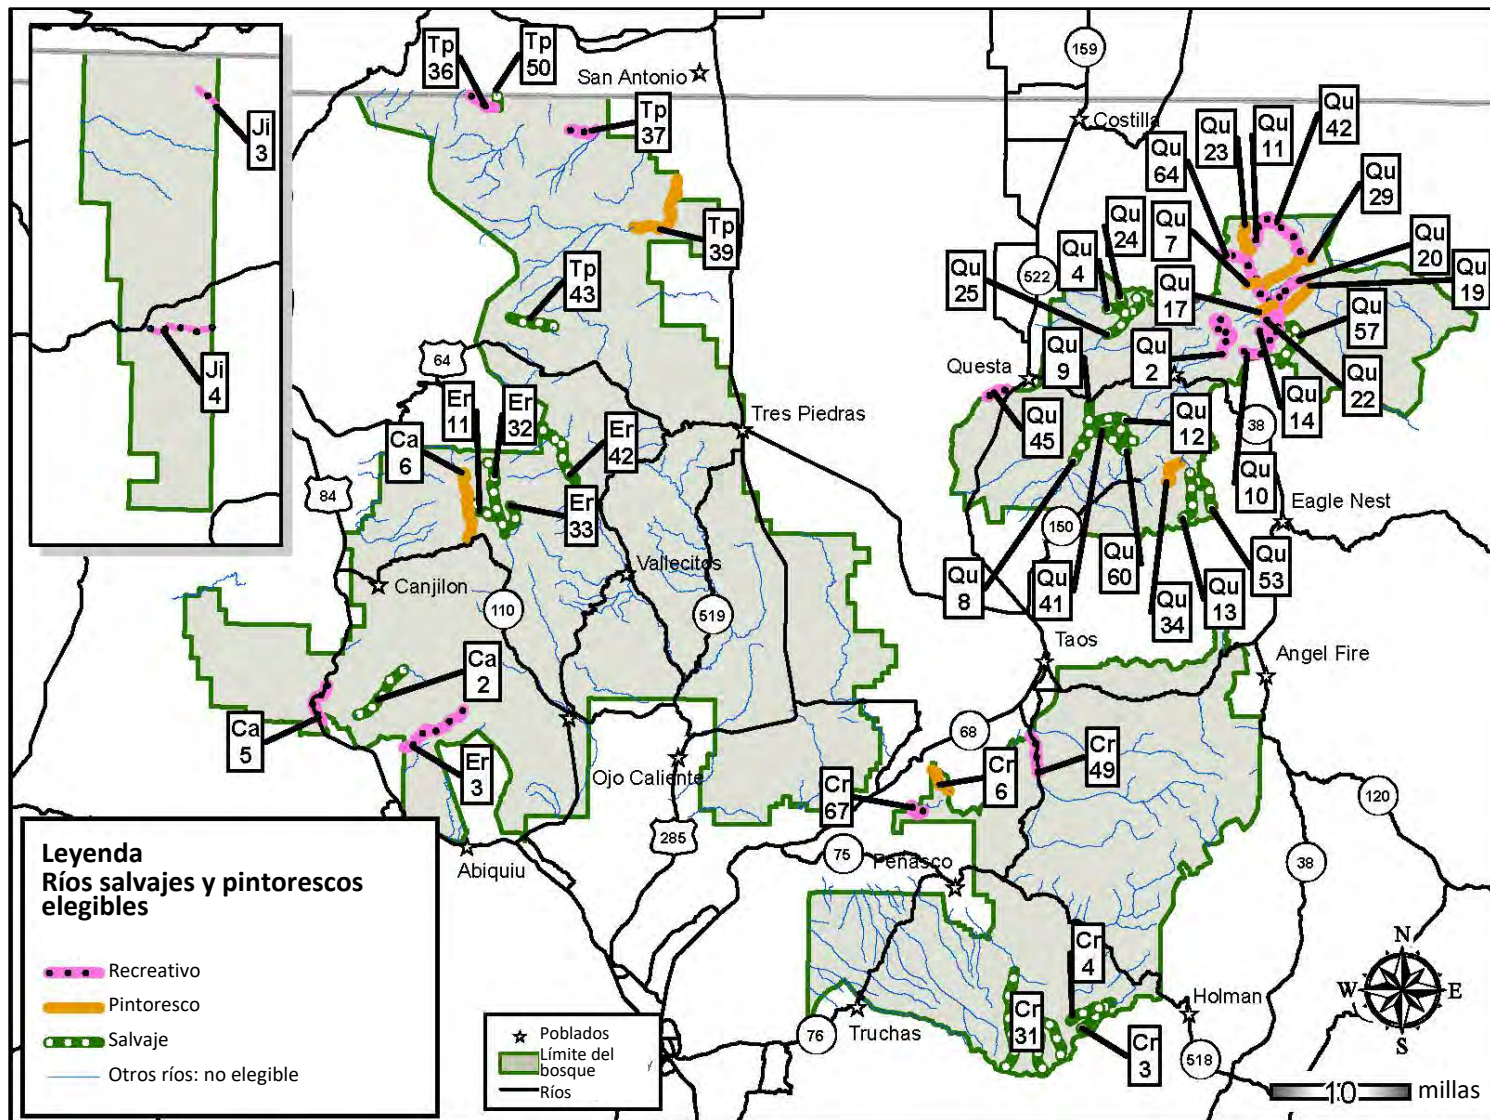 Tp
36
Tp
50
San Antonio
159
Ji
3
Tp
37
Costilla
Qu
23
Qu
11
Qu
42
Qu
64
Qu
29
Qu
7
Tp
39
Qu
24
Qu
4
Qu
20
Qu
19
Qu
25
522
Tp
43
Qu
17
Qu
57
Ji
4
64
Questa
Qu
9
Qu
2
Qu
22
Qu
14
Er
11
Er
32
Tres Piedras
Qu
45
Qu
12
38
Ca
6
Er
42
Qu
10
84
Er
33
150
Eagle Nest
Canjilon
Vallecitos
110
519
Qu
8
Qu
41
Qu
60
Qu
34
Qu
13
Qu
53
Taos
Angel Fire
Ca
2
Ca
5
68
Er
3
Ojo Caliente
Cr
67
Cr
6
Cr
49
120
285
75
Peñasco
38
Abiquiu
Leyenda
Ríos salvajes y pintorescos
elegibles
Recreativo
Pintoresco
Salvaje
Otros ríos: no elegible
Poblados
Límite del
bosque
Ríos
Cr
4
Holman
Truchas
76
Cr
31
Cr
3
518
N
W
E
S
10
millas